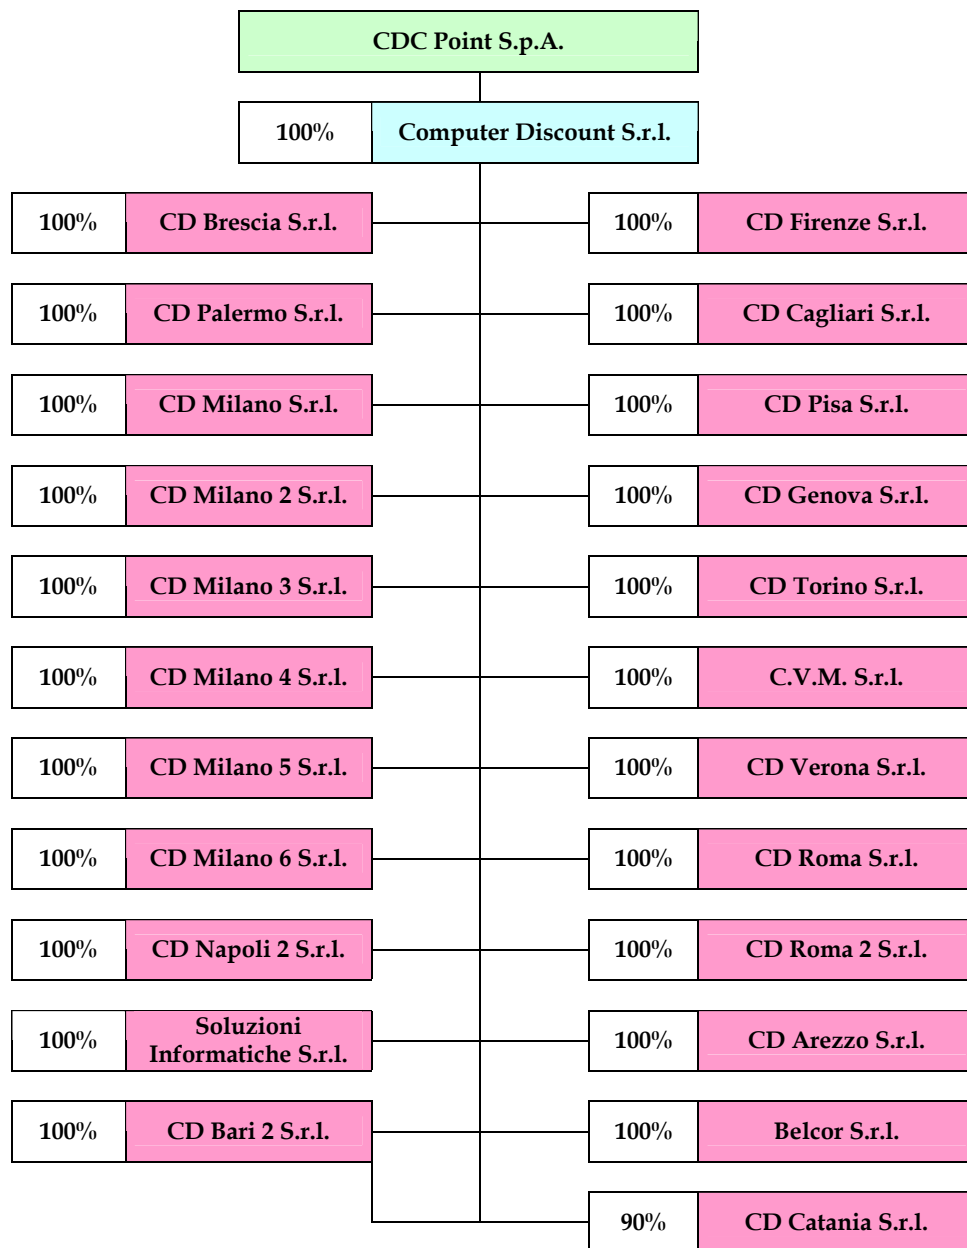 CDC Point S.p.A.
100% Computer Discount S.r.l.
100% CD Brescia S.r.l. 100% CD Firenze S.r.l.
100% CD Palermo S.r.l. 100% CD Cagliari S.r.l.
100% CD Milano S.r.l. 100% CD Pisa S.r.l.
100% CD Milano 2 S.r.l. 100% CD Genova S.r.l.
100% CD Milano 3 S.r.l. 100% CD Torino S.r.l.
100% CD Milano 4 S.r.l. 100% C.V.M. S.r.l.
100% CD Milano 5 S.r.l. 100% CD Verona S.r.l.
100% CD Milano 6 S.r.l. 100% CD Roma S.r.l.
100% CD Napoli 2 S.r.l. 100% CD Roma 2 S.r.l.
100% Soluzioni
Informatiche S.r.l. 100% CD Arezzo S.r.l.
100% CD Bari 2 S.r.l. 100% Belcor S.r.l.
90% CD Catania S.r.l.